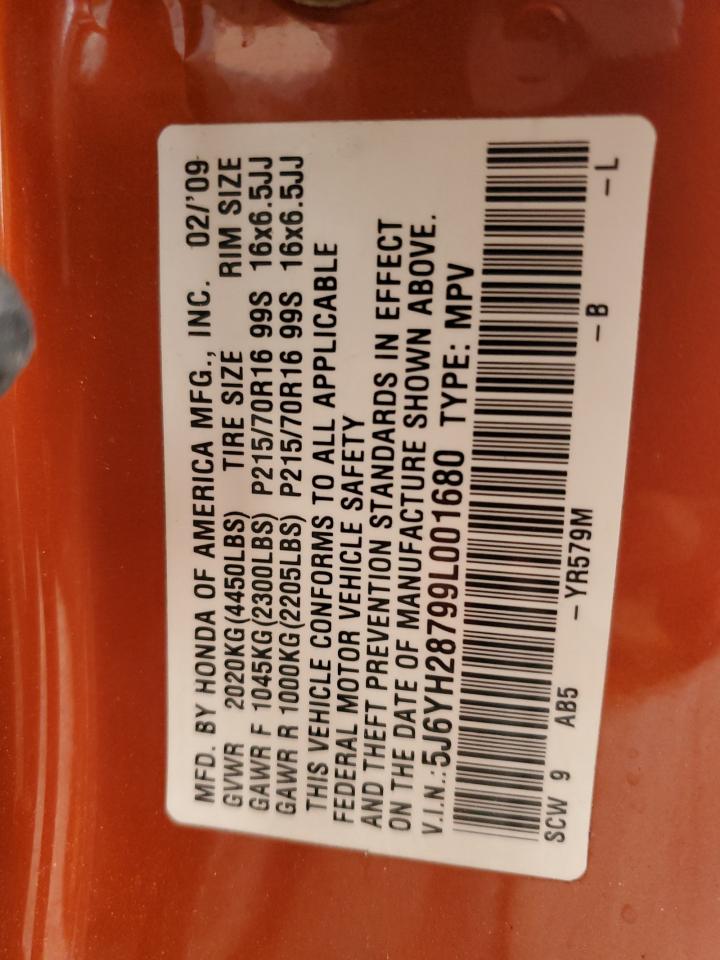 MFD. BY HONDA OF AMERICA MFG., INC. 02/'09
GVWR 2020KG(4450LBS) TIRE SIZE RIM SIZE
GAWR F 1045KG(2300LBS) P215/70R16 99S 16x6.5JJ
GAWR R 1000KG(2205LBS) P215/70R16 99S 16x6.5JJ
THIS VEHICLE CONFORMS TO ALL APPLICABLE
FEDERAL MOTOR VEHICLE SAFETY
AND THEFT PREVENTION STANDARDS IN EFFECT
ON THE DATE OF MANUFACTURE SHOWN ABOVE.
V.I.N.:5J6YH28799L001680 TYPE: MPV
SCW 9 AB5 – YR579M – B – L